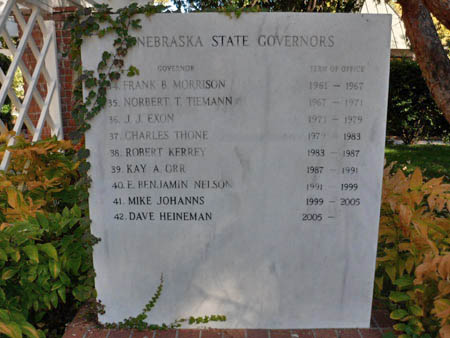 NEBRASKA STATE GOVERNORS
GOVERNOR TERM OF OFFICE
34. FRANK B. MORRISON 1961 - 1967
35. NORBERT T. TIEMANN 1967 - 1971
36. J. J. EXON 1971 - 1979
37. CHARLES THONE 1979 - 1983
38. ROBERT KERREY 1983 - 1987
39. KAY A. ORR 1987 - 1991
40. E. BENJAMIN NELSON 1991 - 1999
41. MIKE JOHANNS 1999 - 2005
42. DAVE HEINEMAN 2005 -